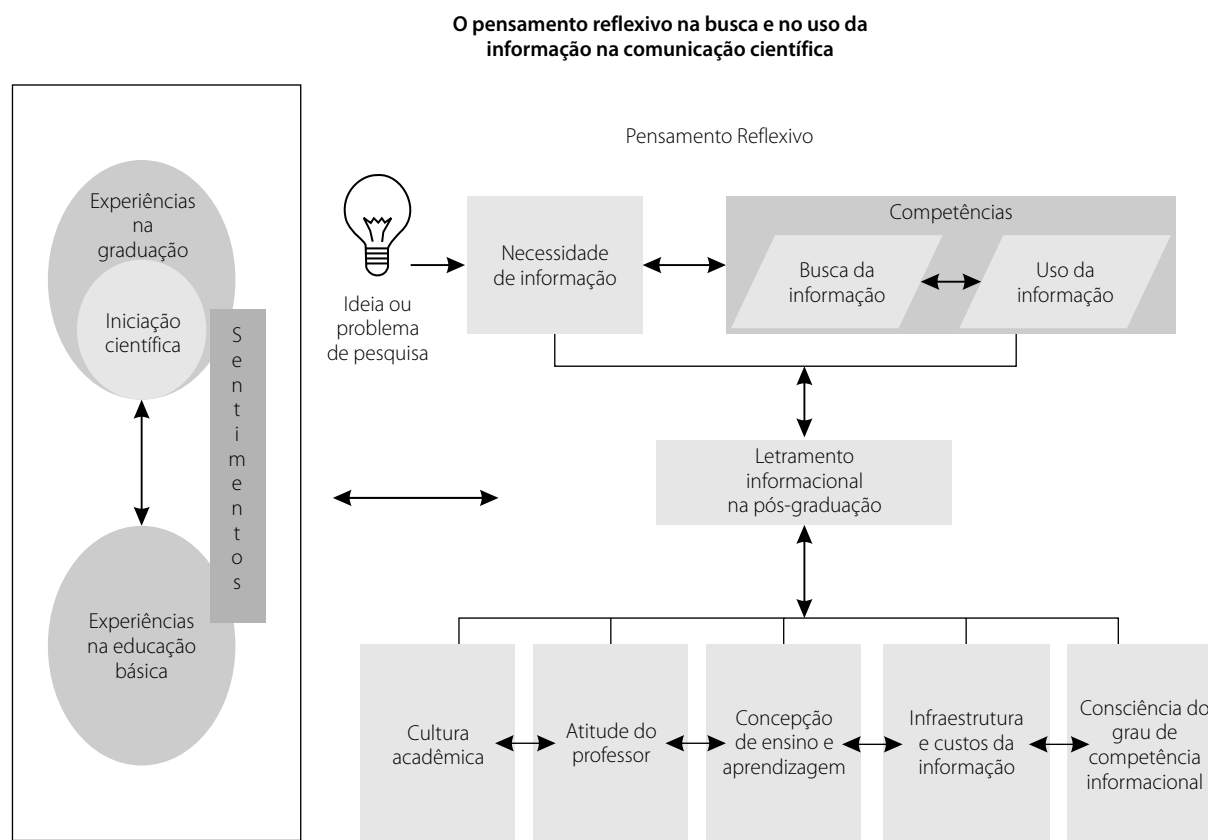 O pensamento reflexivo na busca e no uso da
informação na comunicação científica
Experiências
na
graduação
Iniciação
científica
Sentimentos
Experiências
na educação
básica
Pensamento Reflexivo
Ideia ou
problema
de pesquisa
Necessidade
de informação
Competências
Busca da
informação
Uso da
informação
Letramento
informacional
na pós-graduação
Cultura
acadêmica
Atitude do
professor
Concepção
de ensino e
aprendizagem
Infraestrutura
e custos da
informação
Consciência do
grau de
competência
informacional